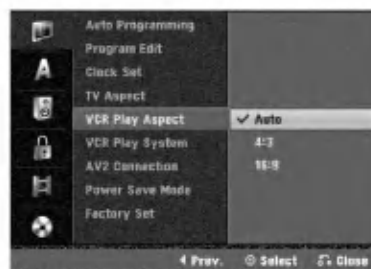 Auto Programming
Program Edit
Clock Set
TV Aspect
VCR Play Aspect ✓ Auto
VCR Play System 4:3
AV2 Connection 16:9
Power Save Mode
Factory Set
A
Prev. Select Close